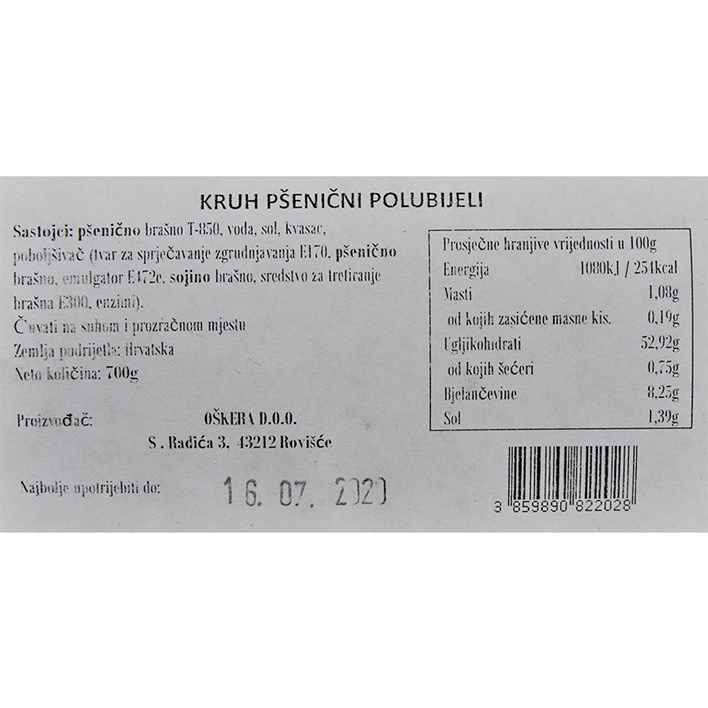 KRUH PŠENIČNI POLUBIJELI
Sastojci: pšenično brašno T-850, voda, sol, kvasac,
poboljšivač (tvar za sprječavanje zgrudnjavanja E170, pšenično
brašno, emulgator E472e, sojino brašno, sredstvo za tretiranje
brašna E300, enzimi).
Čuvati na suhom i prozračnom mjestu
Zemlja podrijetla: Hrvatska
Neto količina: 700g
Proizvođač: OŠKERA D.O.O.
S. Radića 3, 43212 Rovišće
Najbolje upotrijebiti do: 16. 07. 2020
Prosječne hranjive vrijednosti u 100g
Energija 1080kJ / 254kcal
Masti 1,08g
od kojih zasićene masne kis. 0,19g
Ugljikohidrati 52,92g
od kojih šećeri 0,75g
Bjelančevine 8,25g
Sol 1,39g
3 859890 822028